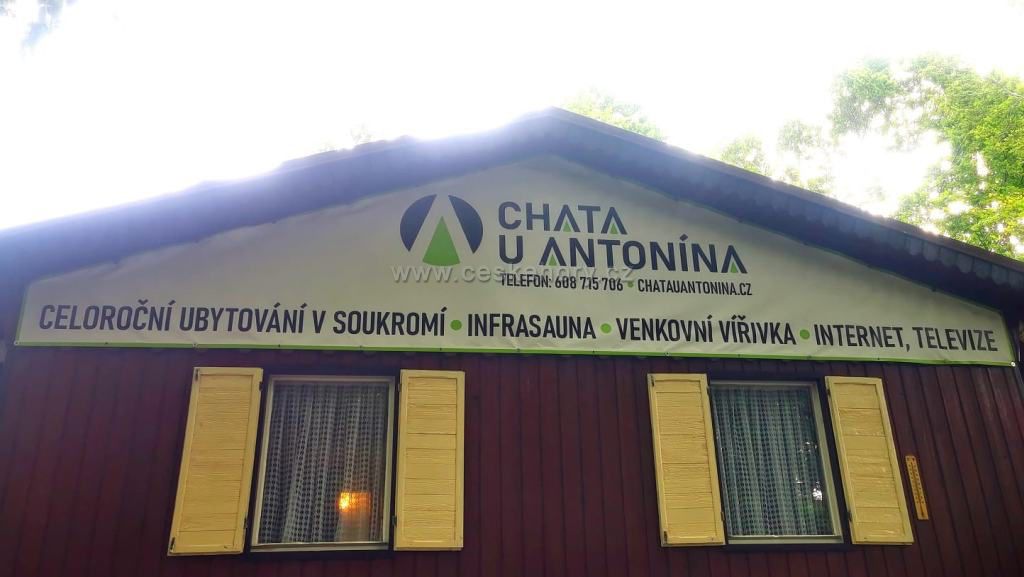 CHATA
U ANTONÍNA
www.ceskehory.cz
TELEFON: 608 715 706 • CHATAUANTONINA.CZ
CELOROČNÍ UBYTOVÁNÍ V SOUKROMÍ • INFRASAUNA • VENKOVNÍ VÍŘIVKA • INTERNET, TELEVIZE